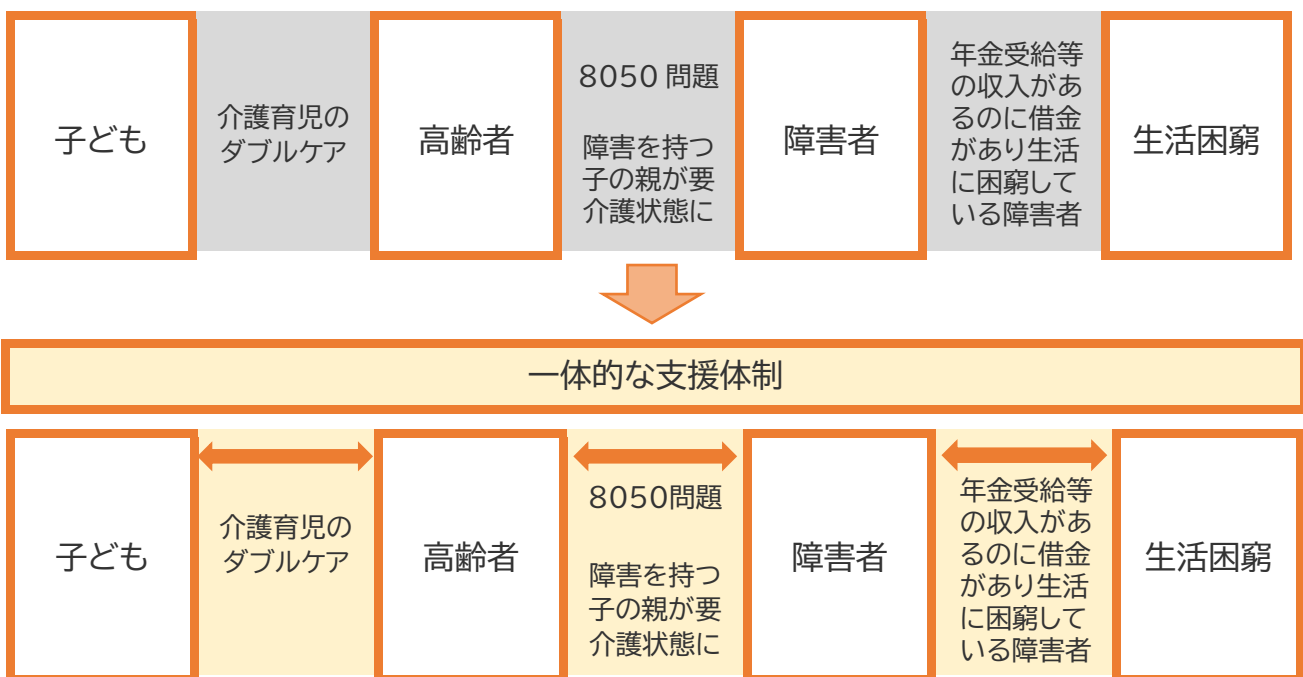 子ども
介護育児の
ダブルケア
高齢者
8050 問題
障害を持つ
子の親が要
介護状態に
障害者
年金受給等
の収入があ
るのに借金
があり生活
に困窮して
いる障害者
生活困窮
一体的な支援体制
子ども
介護育児の
ダブルケア
高齢者
8050問題
障害を持つ
子の親が要
介護状態に
障害者
年金受給等
の収入があ
るのに借金
があり生活
に困窮して
いる障害者
生活困窮